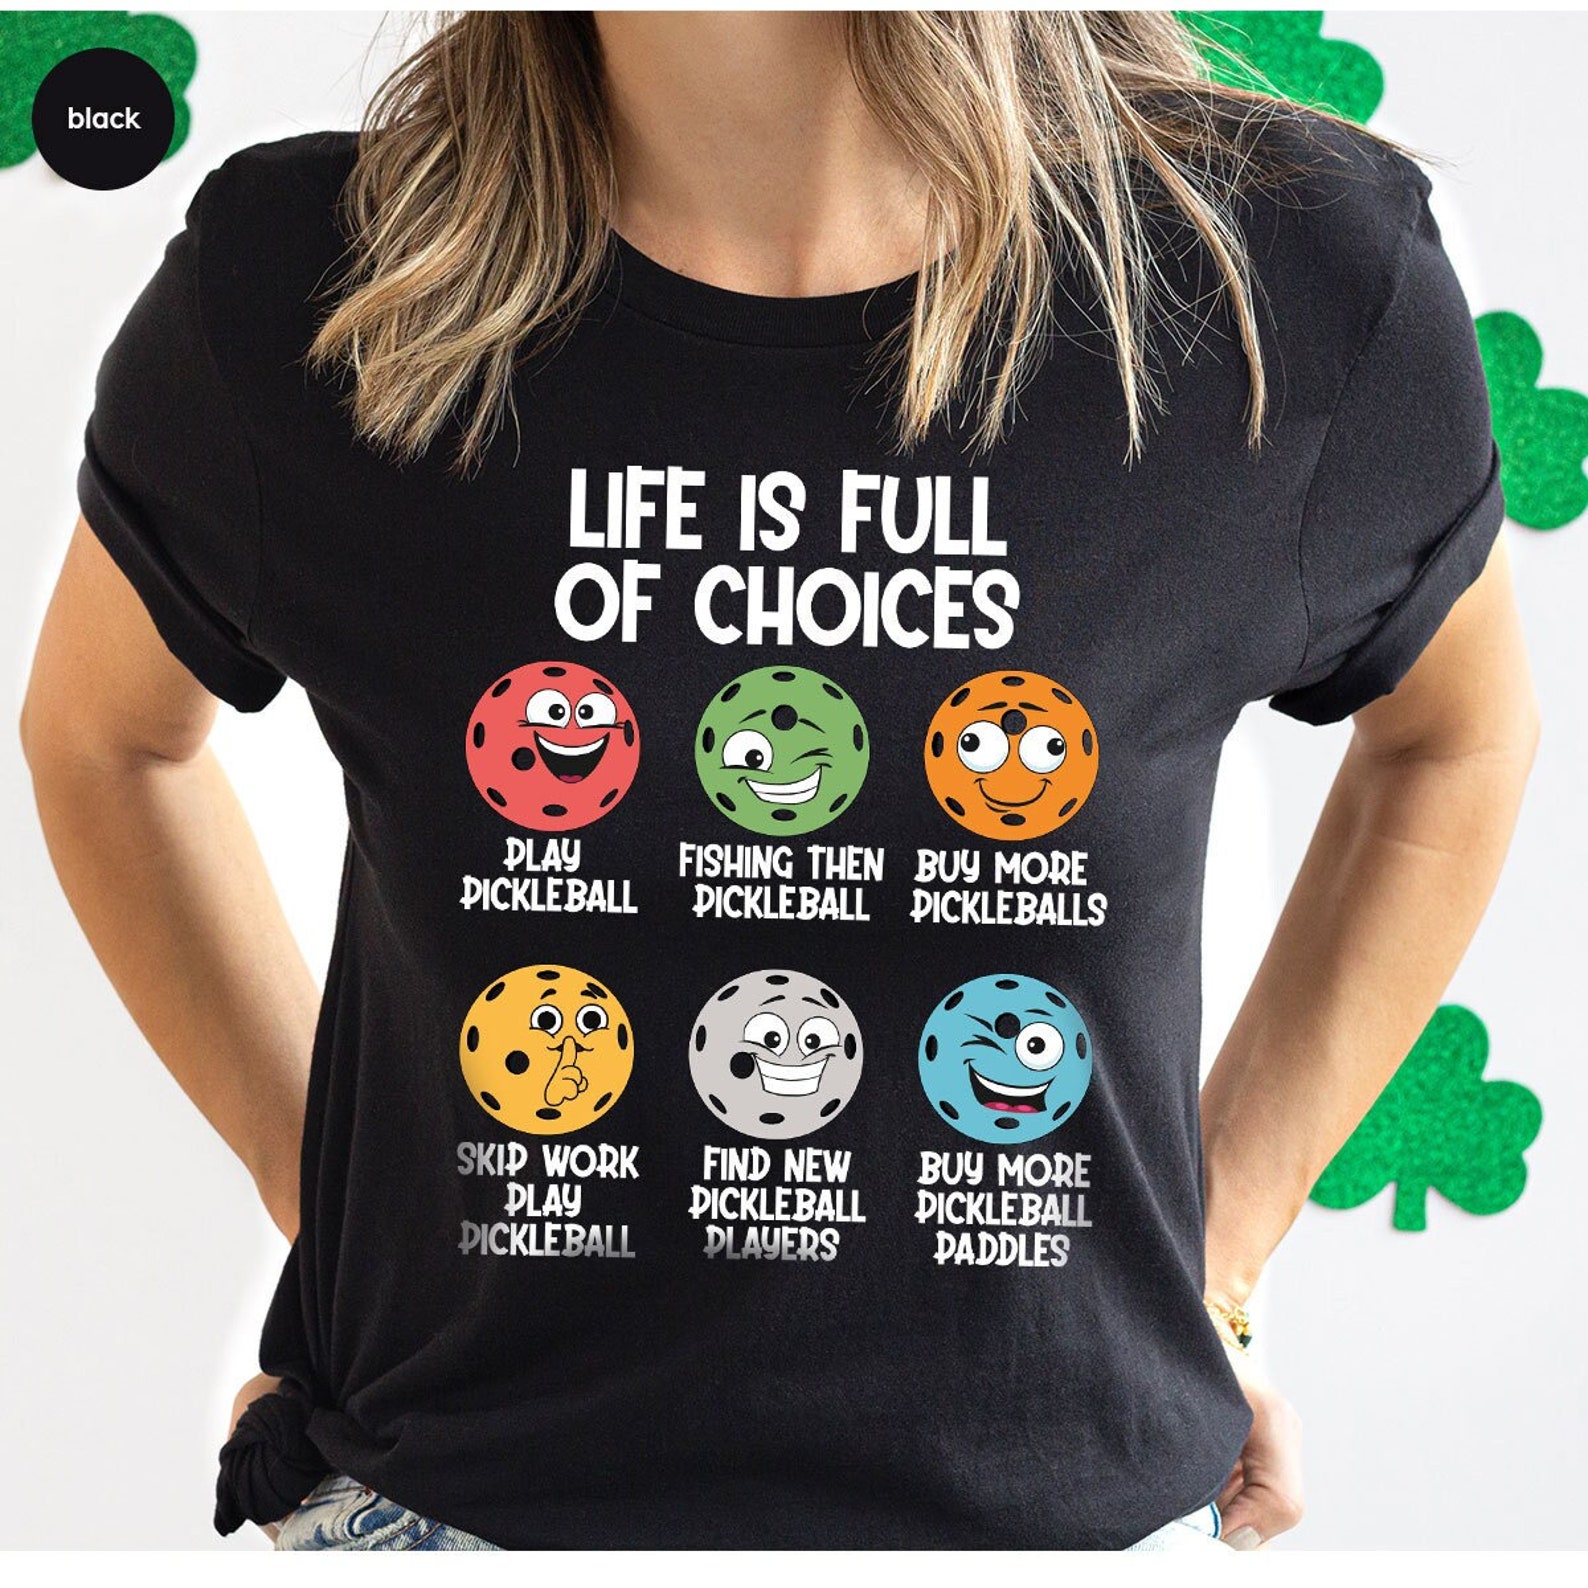 black
LIFE IS FULL
OF CHOICES
PLAY
PICKLEBALL
FISHING THEN
PICKLEBALL
BUY MORE
PICKLEBALLS
SKIP WORK
PLAY
PICKLEBALL
FIND NEW
PICKLEBALL
PLAYERS
BUY MORE
PICKLEBALL
PADDLES